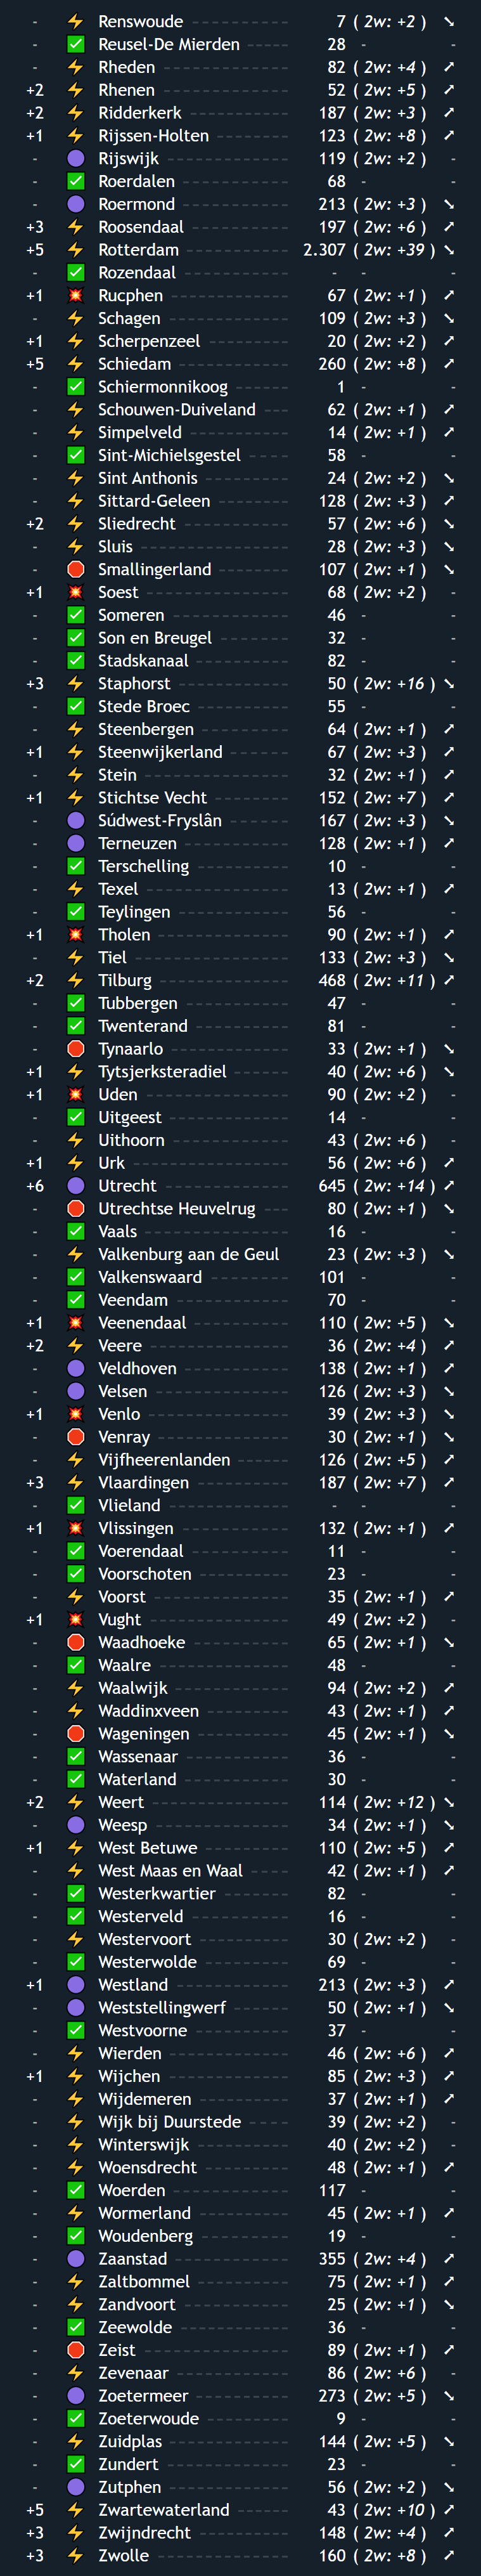 - ⚡ Renswoude ------------ 7 ( 2w: +2 ) ➘
- ✅ Reusel-De Mierden ------ 28 - -
- ⚡ Rheden ---------------- 82 ( 2w: +4 ) ➚
+2 ⚡ Rhenen ---------------- 52 ( 2w: +5 ) ➚
+2 ⚡ Ridderkerk ------------- 187 ( 2w: +3 ) ➚
+1 ⚡ Rijssen-Holten ---------- 123 ( 2w: +8 ) ➚
- 🟣 Rijswijk --------------- 119 ( 2w: +2 ) -
- ✅ Roerdalen -------------- 68 - -
- 🟣 Roermond ------------- 213 ( 2w: +3 ) ➘
+3 ⚡ Roosendaal ------------ 197 ( 2w: +6 ) ➚
+5 ⚡ Rotterdam ------------- 2.307 ( 2w: +39 ) ➘
- ✅ Rozendaal ------------- - - -
+1 💥 Rucphen --------------- 67 ( 2w: +1 ) ➚
- ⚡ Schagen --------------- 109 ( 2w: +3 ) ➘
+1 ⚡ Scherpenzeel ---------- 20 ( 2w: +2 ) ➚
+5 ⚡ Schiedam -------------- 260 ( 2w: +8 ) ➚
- ✅ Schiermonnikoog ------- 1 - -
- ⚡ Schouwen-Duiveland ---- 62 ( 2w: +1 ) ➚
- ⚡ Simpelveld ------------- 14 ( 2w: +1 ) ➚
- ✅ Sint-Michielsgestel ----- 58 - -
- ⚡ Sint Anthonis ----------- 24 ( 2w: +2 ) ➘
- ⚡ Sittard-Geleen --------- 128 ( 2w: +3 ) ➚
+2 ⚡ Sliedrecht ------------- 57 ( 2w: +6 ) ➘
- ⚡ Sluis ------------------- 28 ( 2w: +3 ) ➘
- 🛑 Smallingerland --------- 107 ( 2w: +1 ) ➘
+1 💥 Soest ------------------ 68 ( 2w: +2 ) -
- ✅ Someren --------------- 46 - -
- ✅ Son en Breugel --------- 32 - -
- ✅ Stadskanaal ------------ 82 - -
+3 ⚡ Staphorst -------------- 50 ( 2w: +16 ) ➘
- ✅ Stede Broec ------------ 55 - -
- ⚡ Steenbergen ----------- 64 ( 2w: +1 ) ➚
+1 ⚡ Steenwijkerland ------- 67 ( 2w: +3 ) ➚
- ⚡ Stein ------------------ 32 ( 2w: +1 ) ➚
+1 ⚡ Stichtse Vecht --------- 152 ( 2w: +7 ) ➚
- 🟣 Súdwest-Fryslân -------- 167 ( 2w: +3 ) ➘
- 🟣 Terneuzen ------------- 128 ( 2w: +1 ) ➚
- ✅ Terschelling ----------- 10 - -
- ⚡ Texel ------------------ 13 ( 2w: +1 ) ➚
- ✅ Teylingen -------------- 56 - -
+1 💥 Tholen ---------------- 90 ( 2w: +1 ) ➚
- ⚡ Tiel ------------------- 133 ( 2w: +3 ) ➘
+2 ⚡ Tilburg ---------------- 468 ( 2w: +11 ) ➚
- ✅ Tubbergen ------------- 47 - -
- ✅ Twenterand ------------ 81 - -
- 🛑 Tynaarlo -------------- 33 ( 2w: +1 ) ➘
+1 ⚡ Tytsjerksteradiel ------- 40 ( 2w: +6 ) ➘
+1 💥 Uden ------------------ 90 ( 2w: +2 ) -
- ✅ Uitgeest --------------- 14 - -
- ⚡ Uithoorn -------------- 43 ( 2w: +6 ) -
+1 ⚡ Urk ------------------- 56 ( 2w: +6 ) ➚
+6 🟣 Utrecht --------------- 645 ( 2w: +14 ) ➚
- 🛑 Utrechtse Heuvelrug --- 80 ( 2w: +1 ) ➘
- ✅ Vaals ------------------ 16 - -
- ⚡ Valkenburg aan de Geul 23 ( 2w: +3 ) ➘
- ✅ Valkenswaard ---------- 101 - -
- ✅ Veendam -------------- 70 - -
+1 💥 Veenendaal ----------- 110 ( 2w: +5 ) ➘
+2 ⚡ Veere ----------------- 36 ( 2w: +4 ) ➚
- 🟣 Veldhoven ------------- 138 ( 2w: +1 ) ➚
- 🟣 Velsen ---------------- 126 ( 2w: +3 ) ➘
+1 💥 Venlo ----------------- 39 ( 2w: +3 ) ➘
- 🛑 Venray ---------------- 30 ( 2w: +1 ) ➘
- ⚡ Vijfheerenlanden ------ 126 ( 2w: +5 ) ➚
+3 ⚡ Vlaardingen ----------- 187 ( 2w: +7 ) ➚
- ✅ Vlieland --------------- - - -
+1 💥 Vlissingen ------------- 132 ( 2w: +1 ) ➚
- ✅ Voerendaal ------------ 11 - -
- ✅ Voorschoten ----------- 23 - -
- ⚡ Voorst ---------------- 35 ( 2w: +1 ) ➚
+1 💥 Vught ---------------- 49 ( 2w: +2 ) -
- 🛑 Waadhoeke ------------ 65 ( 2w: +1 ) ➘
- ✅ Waalre ---------------- 48 - -
- ⚡ Waalwijk -------------- 94 ( 2w: +2 ) ➚
- ⚡ Waddinxveen ---------- 43 ( 2w: +1 ) ➚
- 🛑 Wageningen ----------- 45 ( 2w: +1 ) ➘
- ✅ Wassenaar ------------ 36 - -
- ✅ Waterland ------------- 30 - -
+2 ⚡ Weert ---------------- 114 ( 2w: +12 ) ➘
- 🟣 Weesp ---------------- 34 ( 2w: +1 ) ➘
+1 ⚡ West Betuwe ---------- 110 ( 2w: +5 ) ➚
- ⚡ West Maas en Waal ----- 42 ( 2w: +1 ) ➚
- ✅ Westerkwartier -------- 82 - -
- ✅ Westerveld ------------ 16 - -
- ⚡ Westervoort ----------- 30 ( 2w: +2 ) -
- ✅ Westerwolde ---------- 69 - -
+1 🟣 Westland ------------- 213 ( 2w: +3 ) ➚
- 🟣 Weststellingwerf ------- 50 ( 2w: +1 ) ➘
- ✅ Westvoorne ----------- 37 - -
- ⚡ Wierden --------------- 46 ( 2w: +6 ) ➚
+1 ⚡ Wijchen --------------- 85 ( 2w: +3 ) ➚
- ⚡ Wijdemeren ----------- 37 ( 2w: +1 ) ➚
- ⚡ Wijk bij Duurstede ---- 39 ( 2w: +2 ) -
- ⚡ Winterswijk ----------- 40 ( 2w: +2 ) -
- ⚡ Woensdrecht ---------- 48 ( 2w: +1 ) ➚
- ✅ Woerden -------------- 117 - -
- ⚡ Wormerland ----------- 45 ( 2w: +1 ) ➚
- ✅ Woudenberg ----------- 19 - -
- 🟣 Zaanstad -------------- 355 ( 2w: +4 ) ➚
- ⚡ Zaltbommel ----------- 75 ( 2w: +1 ) ➚
- ⚡ Zandvoort ------------- 25 ( 2w: +1 ) ➘
- ✅ Zeewolde ------------- 36 - -
- 🛑 Zeist ------------------ 89 ( 2w: +1 ) ➚
- ⚡ Zevenaar -------------- 86 ( 2w: +6 ) -
- 🟣 Zoetermeer ----------- 273 ( 2w: +5 ) ➘
- ✅ Zoeterwoude ---------- 9 - -
- ⚡ Zuidplas --------------- 144 ( 2w: +5 ) ➘
- ✅ Zundert --------------- 23 - -
- 🟣 Zutphen -------------- 56 ( 2w: +2 ) ➘
+5 ⚡ Zwartewaterland ------ 43 ( 2w: +10 ) ➚
+3 ⚡ Zwijndrecht ----------- 148 ( 2w: +4 ) ➚
+3 ⚡ Zwolle ---------------- 160 ( 2w: +8 ) ➚